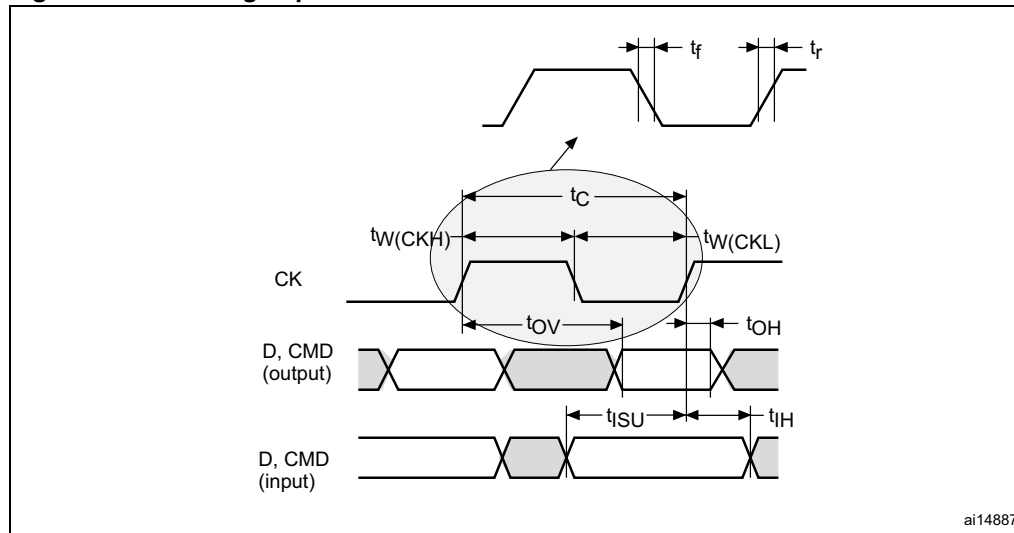 tf
tr
tC
tW(CKH)
tW(CKL)
CK
tOV
tOH
D, CMD
(output)
tISU
tIH
D, CMD
(input)
ai14887